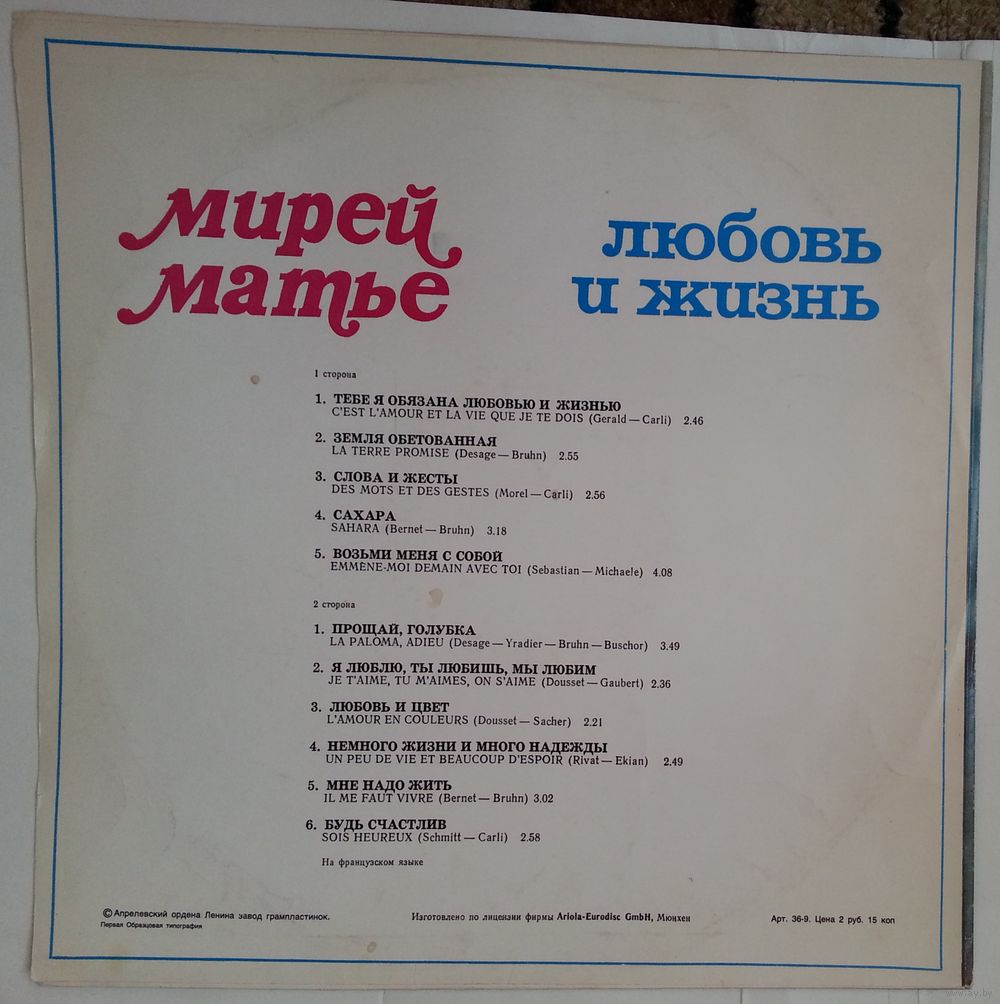 мирей
матье
любовь
и жизнь
1 сторона
1. ТЕБЕ Я ОБЯЗАНА ЛЮБОВЬЮ И ЖИЗНЬЮ
C'EST L'AMOUR ET LA VIE QUE JE TE DOIS (Gerald — Carli) 2.46
2. ЗЕМЛЯ ОБЕТОВАННАЯ
LA TERRE PROMISE (Desage — Bruhn) 2.55
3. СЛОВА И ЖЕСТЫ
DES MOTS ET DES GESTES (Morel — Carli) 2.56
4. САХАРА
SAHARA (Bernet — Bruhn) 3.18
5. ВОЗЬМИ МЕНЯ С СОБОЙ
EMMENE-MOI DEMAIN AVEC TOI (Sebastian — Michaele) 4.08
2 сторона
1. ПРОЩАЙ, ГОЛУБКА
LA PALOMA, ADIEU (Desage — Yradier — Bruhn — Buschor) 3.49
2. Я ЛЮБЛЮ, ТЫ ЛЮБИШЬ, МЫ ЛЮБИМ
JE T'AIME, TU M'AIMES, ON S'AIME (Dousset — Gaubert) 2.36
3. ЛЮБОВЬ И ЦВЕТ
L'AMOUR EN COULEURS (Dousset — Sacher) 2.21
4. НЕМНОГО ЖИЗНИ И МНОГО НАДЕЖДЫ
UN PEU DE VIE ET BEAUCOUP D'ESPOIR (Rivat — Ekian) 2.49
5. МНЕ НАДО ЖИТЬ
IL ME FAUT VIVRE (Bernet — Bruhn) 3.02
6. БУДЬ СЧАСТЛИВ
SOIS HEUREUX (Schmitt — Carli) 2.58
На французском языке
© Апрелевский ордена Ленина завод грампластинок.
Первая Образцовая типография
Изготовлено по лицензии фирмы Ariola-Eurodisc GmbH, Мюнхен
Арт. 36-9. Цена 2 руб. 15 коп
www.ay.by